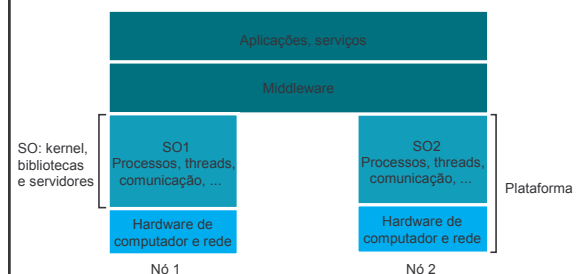 Aplicações, serviços
Middleware
SO: kernel,
bibliotecas
e servidores
SO1
Processos, threads,
comunicação, ...
SO2
Processos, threads,
comunicação, ...
Plataforma
Hardware de
computador e rede
Hardware de
computador e rede
Nó 1
Nó 2